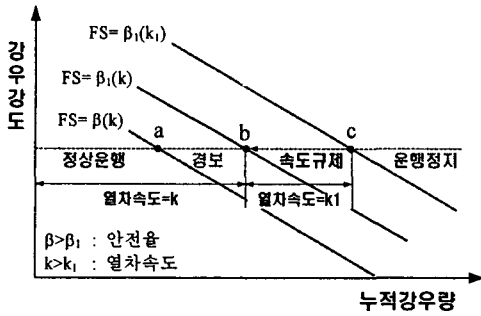 강우강도
FS= β₁(k₁)
FS= β₁(k)
FS= β(k)
a
b
c
정상운행
경보
속도규제
운행정지
열차속도=k
열차속도=k1
β>β₁ : 안전율
k>k₁ : 열차속도
누적강우량